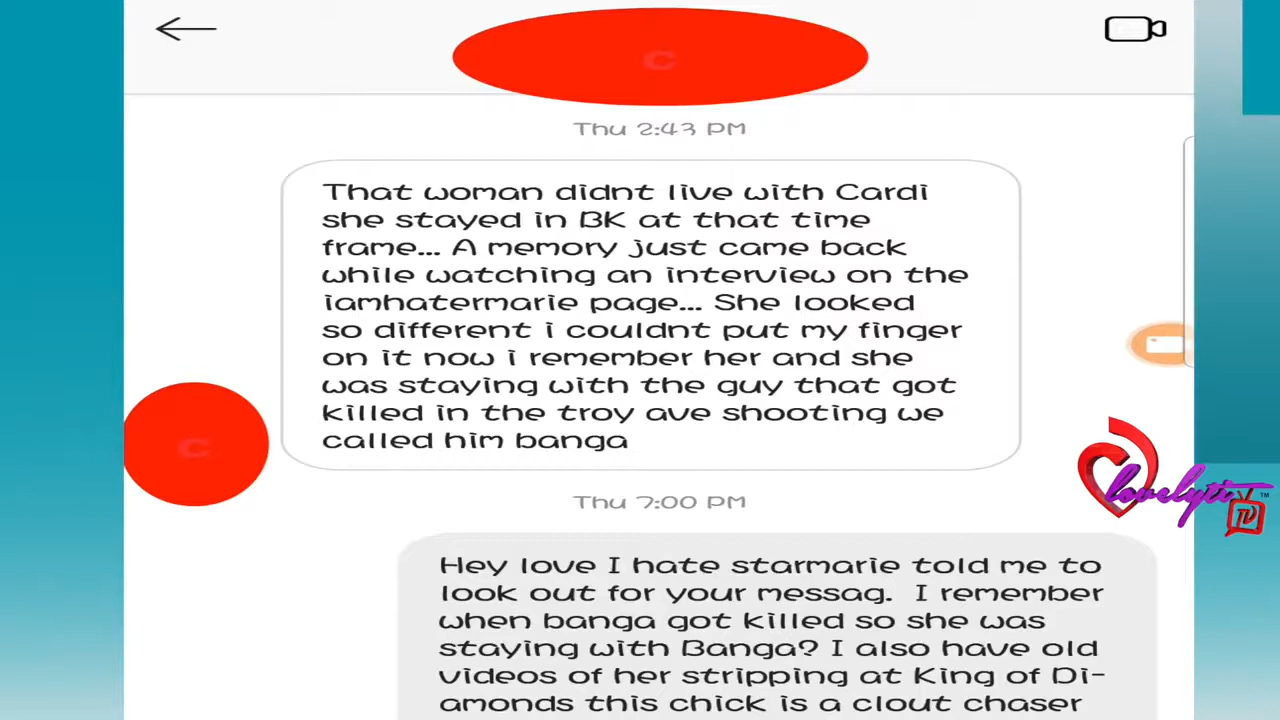 C
Thu 2:43 PM
That woman didnt live with Cardi
she stayed in BK at that time
frame... A memory just came back
while watching an interview on the
iamhatermarie page... She looked
so different i couldnt put my finger
on it now i remember her and she
was staying with the guy that got
killed in the troy ave shooting we
called him banga
C
Thu 7:00 PM
Hey love I hate starmarie told me to
look out for your messag. I remember
when banga got killed so she was
staying with Banga? I also have old
videos of her stripping at King of Di-
amonds this chick is a clout chaser
lovelyti TV™